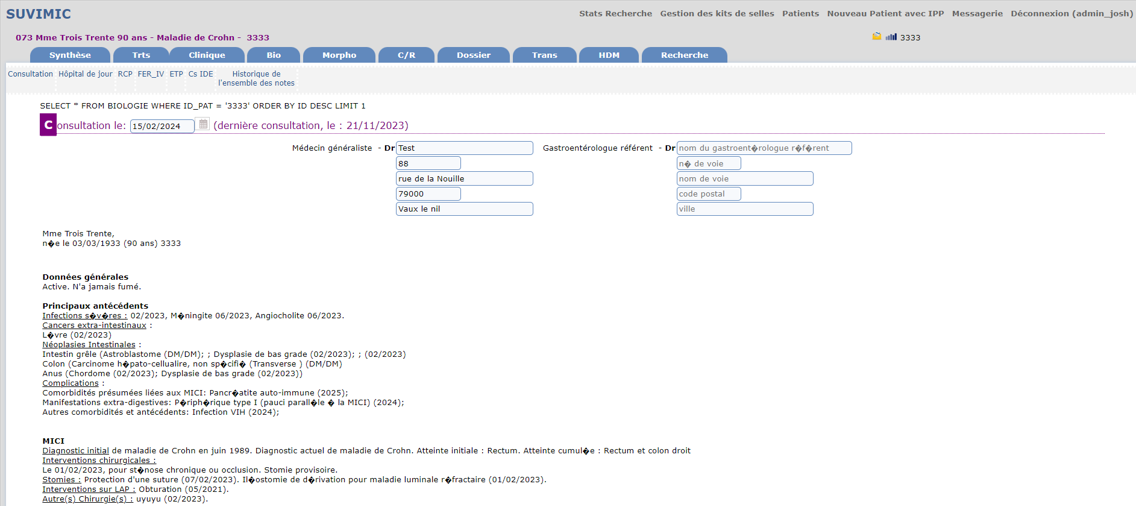 SUVIMIC
Stats Recherche Gestion des kits de selles Patients Nouveau Patient avec IPP Messagerie Déconnexion (admin_josh)
073 Mme Trois Trente 90 ans - Maladie de Crohn - 3333
3333
Synthèse Trts Clinique Bio Morpho C/R Dossier Trans HDM Recherche
Consultation Hôpital de Jour RCP FER_IV ETP Cs IDE Historique de
l'ensemble des notes
SELECT * FROM BIOLOGIE WHERE ID_PAT = '3333' ORDER BY ID DESC LIMIT 1
Consultation le: 15/02/2024 (dernière consultation, le : 21/11/2023)
Médecin généraliste - Dr Test Gastroentérologue référent - Dr nom du gastroent�rologue r�f�rent
88 n� de voie
rue de la Nouille nom de voie
79000 code postal
Vaux le nil ville
Mme Trois Trente,
n�e le 03/03/1933 (90 ans) 3333
Données générales
Active. N'a jamais fumé.
Principaux antécédents
Infections s�v�res : 02/2023, M�ningite 06/2023, Angiocholite 06/2023.
Cancers extra-intestinaux :
L�vre (02/2023)
Néoplasies Intestinales :
Intestin grêle (Astroblastome (DM/DM); ; Dysplasie de bas grade (02/2023); ; (02/2023)
Colon (Carcinome h�pato-cellualire, non sp�cifi� (Transverse ) (DM/DM)
Anus (Chordome (02/2023); Dysplasie de bas grade (02/2023))
Complications :
Comorbidités présumées liées aux MICI: Pancr�atite auto-immune (2025);
Manifestations extra-digestives: P�riph�rique type I (pauci parall�le � la MICI) (2024);
Autres comorbidités et antécédents: Infection VIH (2024);
MICI
Diagnostic initial de maladie de Crohn en juin 1989. Diagnostic actuel de maladie de Crohn. Atteinte initiale : Rectum. Atteinte cumul�e : Rectum et colon droit
Interventions chirurgicales :
Le 01/02/2023, pour st�nose chronique ou occlusion. Stomie provisoire.
Stomies : Protection d'une suture (07/02/2023). Il�ostomie de d�rivation pour maladie luminale r�fractaire (01/02/2023).
Interventions sur LAP : Obturation (05/2021).
Autre(s) Chirurgie(s) : uyuyu (02/2023).